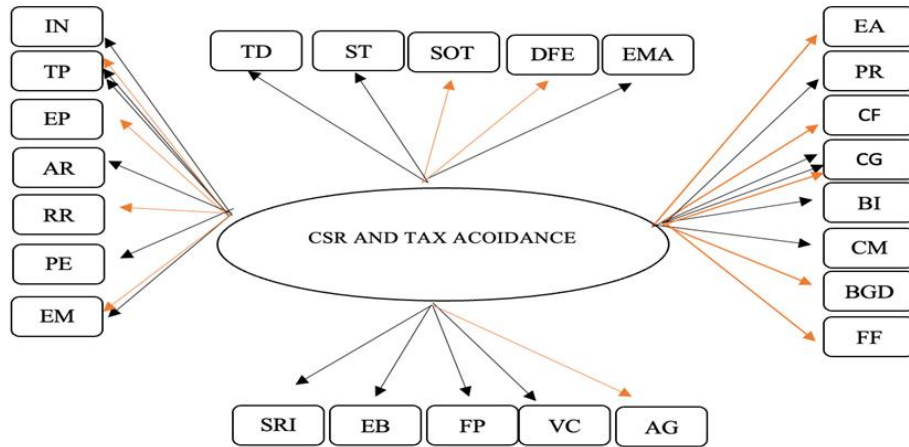 IN
TP
EP
AR
RR
PE
EM
TD
ST
SOT
DFE
EMA
EA
PR
CF
CG
BI
CM
BGD
FF
CSR AND TAX ACOIDANCE
SRI
EB
FP
VC
AG